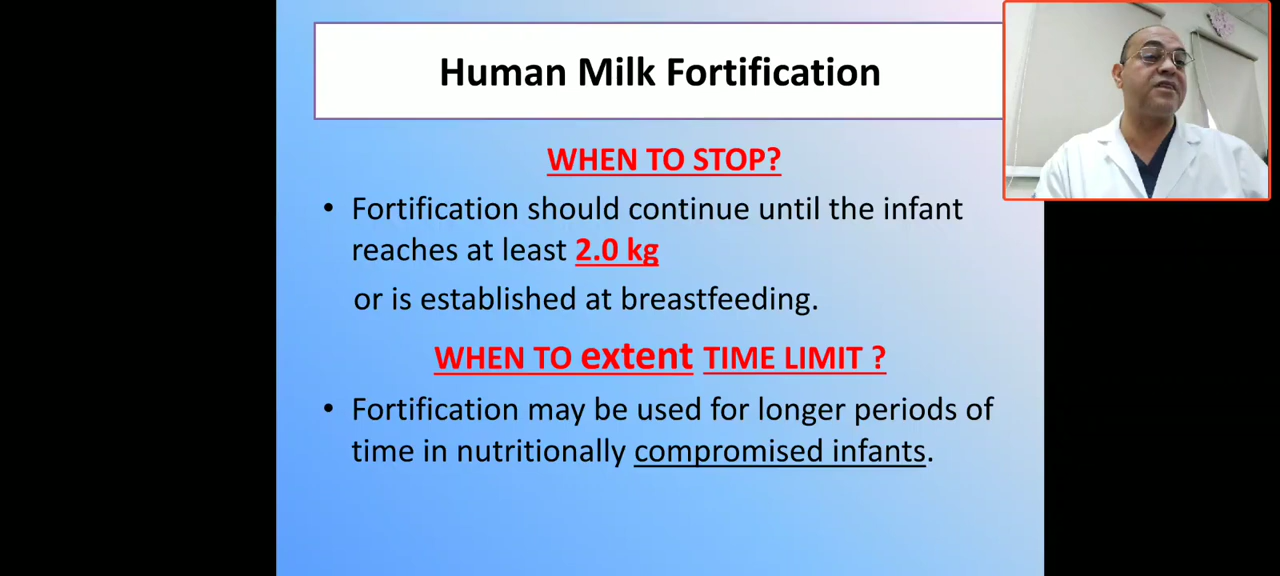 Human Milk Fortification
WHEN TO STOP?
• Fortification should continue until the infant
reaches at least 2.0 kg
or is established at breastfeeding.
WHEN TO extent TIME LIMIT ?
• Fortification may be used for longer periods of
time in nutritionally compromised infants.